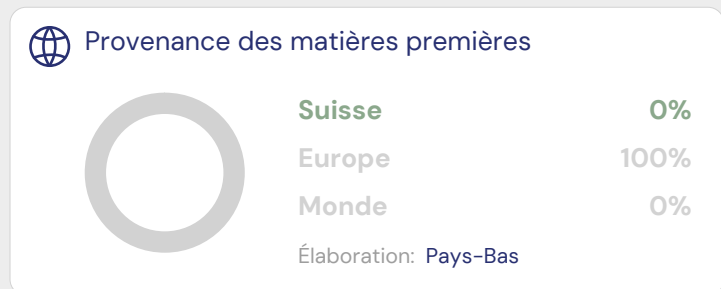 Provenance des matières premières
Suisse 0%
Europe 100%
Monde 0%
Élaboration: Pays-Bas